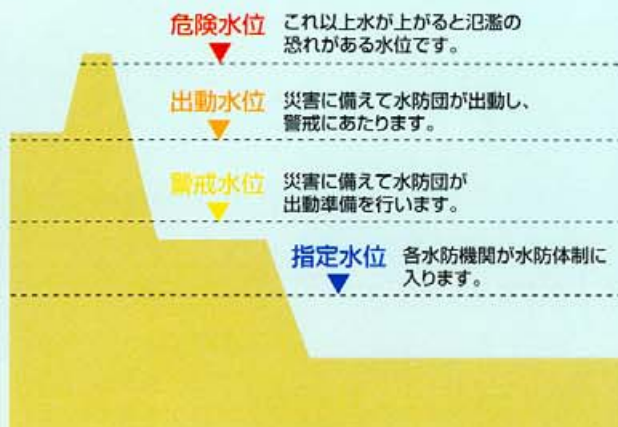 危険水位
これ以上水が上がると氾濫の
恐れがある水位です。
出動水位
災害に備えて水防団が出動し、
警戒にあたります。
警戒水位
災害に備えて水防団が
出動準備を行います。
指定水位
各水防機関が水防体制に
入ります。